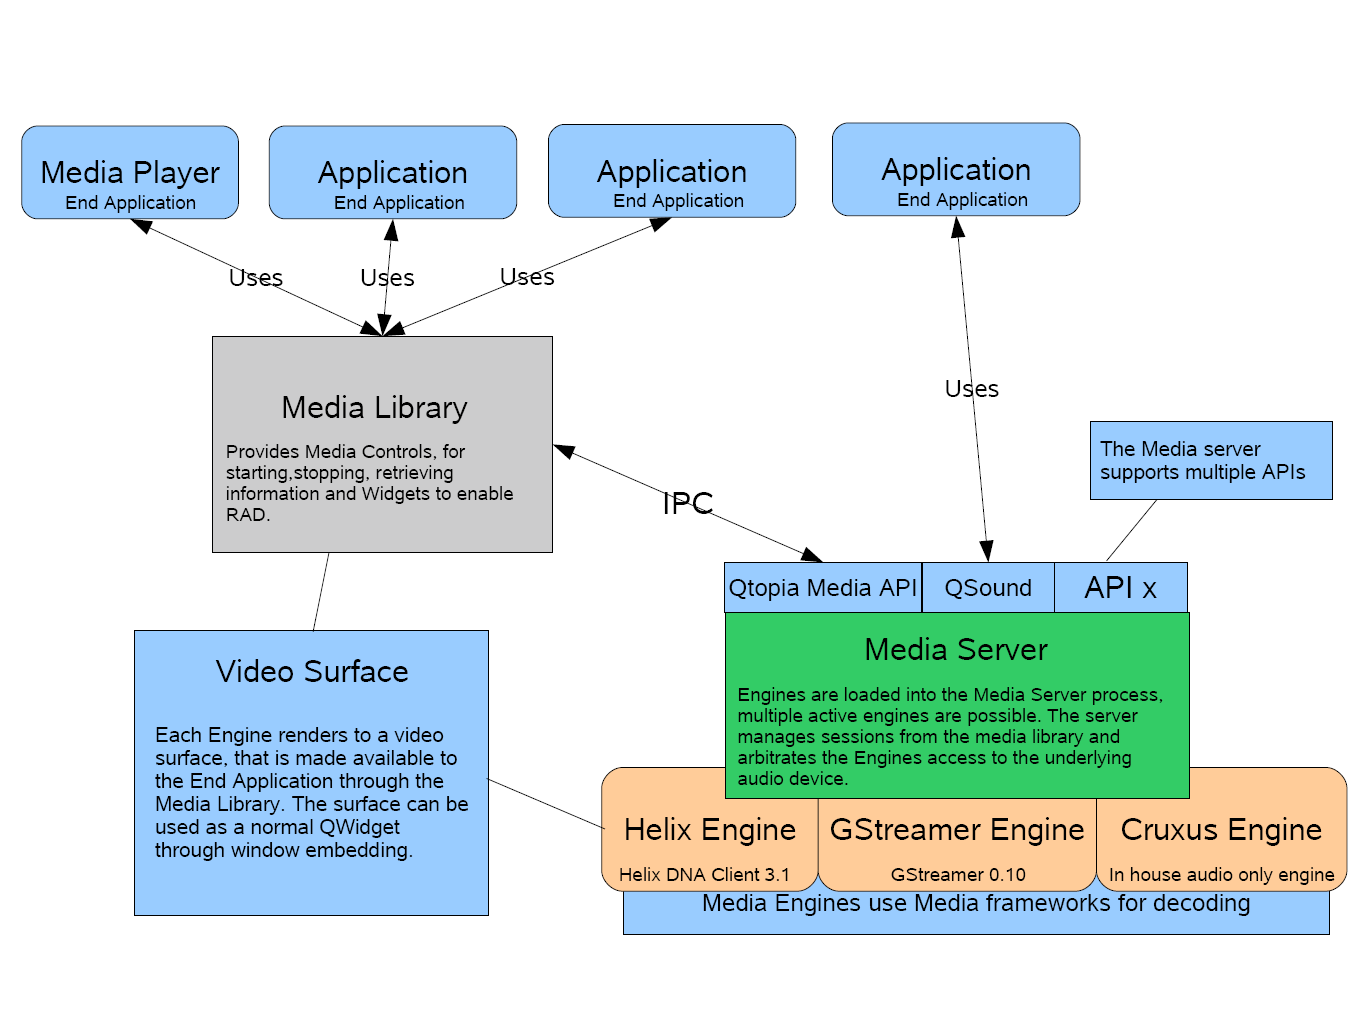 Media Player
End Application
Application
End Application
Application
End Application
Application
End Application
Uses
Uses
Uses
Uses
Media Library
Provides Media Controls, for
starting,stopping, retrieving
information and Widgets to enable
RAD.
IPC
The Media server
supports multiple APIs
Qtopia Media API
QSound
API x
Media Server
Engines are loaded into the Media Server process,
multiple active engines are possible. The server
manages sessions from the media library and
arbitrates the Engines access to the underlying
audio device.
Video Surface
Each Engine renders to a video
surface, that is made available to
the End Application through the
Media Library. The surface can be
used as a normal QWidget
through window embedding.
Helix Engine
Helix DNA Client 3.1
GStreamer Engine
GStreamer 0.10
Cruxus Engine
In house audio only engine
Media Engines use Media frameworks for decoding